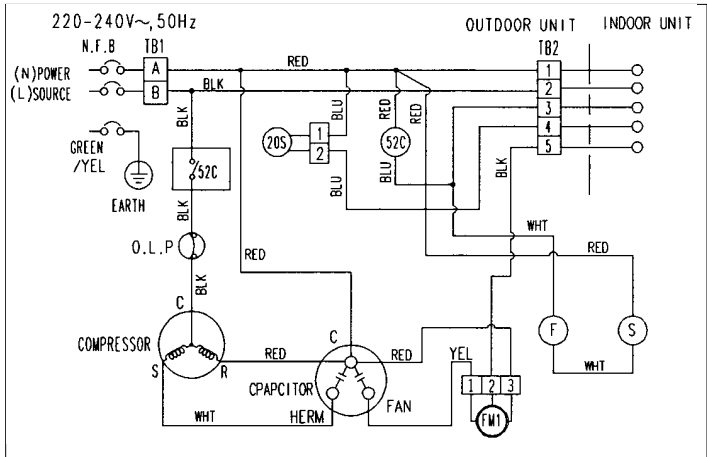 220-240V~,50Hz
OUTDOOR UNIT
INDOOR UNIT
N.F.B
TB1
TB2
(N)POWER
A
RED
1
(L)SOURCE
B
BLK
2
3
4
5
BLK
BLU
RED
RED
GREEN
/YEL
20S
1
2
52C
52C
BLU
BLU
BLK
EARTH
BLK
WHT
O.L.P
RED
RED
BLK
C
COMPRESSOR
C
F
S
S
R
RED
RED
YEL
WHT
CPAPCITOR
1
2
3
WHT
HERM
FAN
FM1